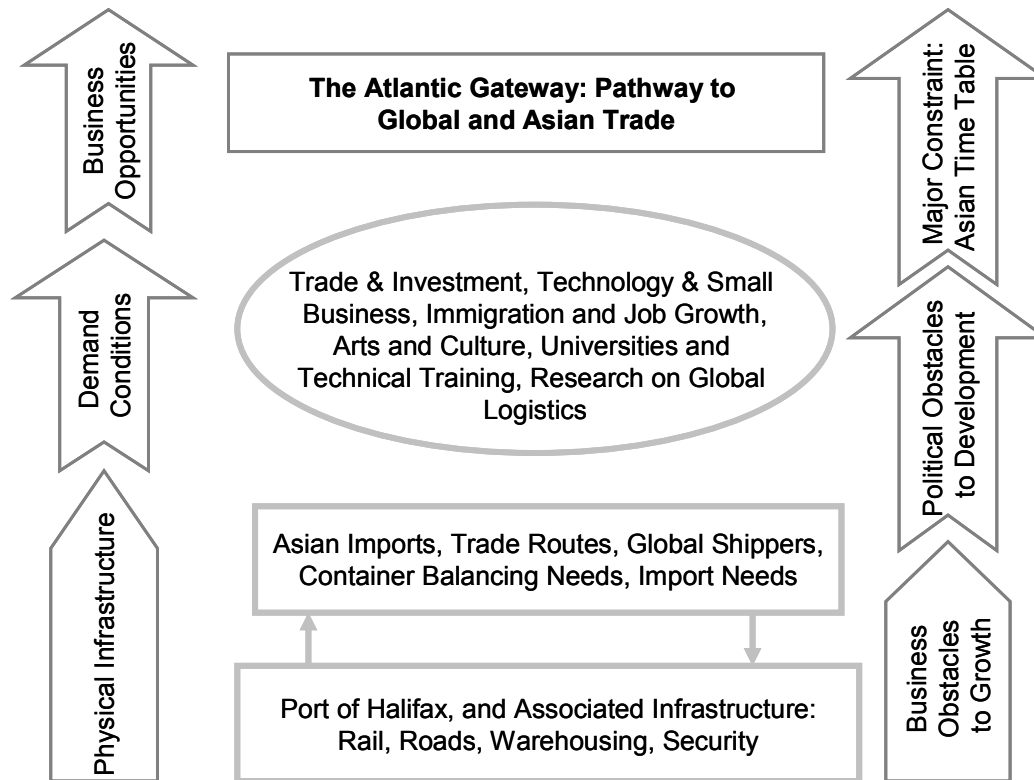 Business
Opportunities
The Atlantic Gateway: Pathway to
Global and Asian Trade
Major Constraint:
Asian Time Table
Demand
Conditions
Trade & Investment, Technology & Small
Business, Immigration and Job Growth,
Arts and Culture, Universities and
Technical Training, Research on Global
Logistics
Political Obstacles
to Development
Physical Infrastructure
Asian Imports, Trade Routes, Global Shippers,
Container Balancing Needs, Import Needs
Port of Halifax, and Associated Infrastructure:
Rail, Roads, Warehousing, Security
Business
Obstacles
to Growth